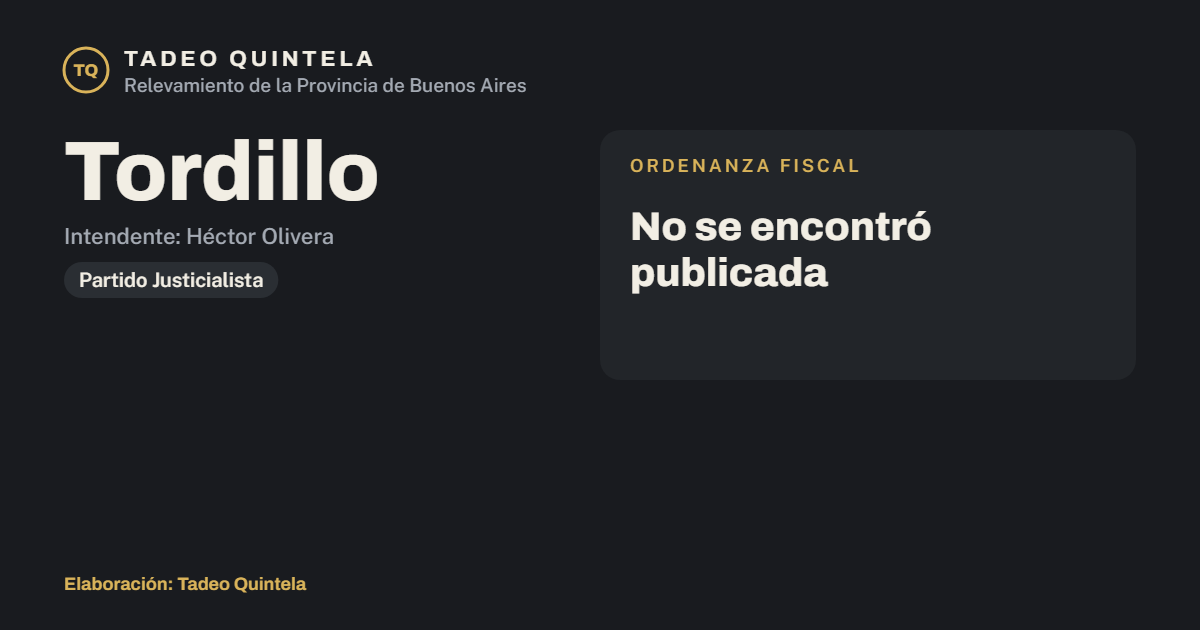 TQ
TADEO QUINTELA
Relevamiento de la Provincia de Buenos Aires
Tordillo
Intendente: Héctor Olivera
Partido Justicialista
ORDENANZA FISCAL
No se encontró
publicada
Elaboración: Tadeo Quintela